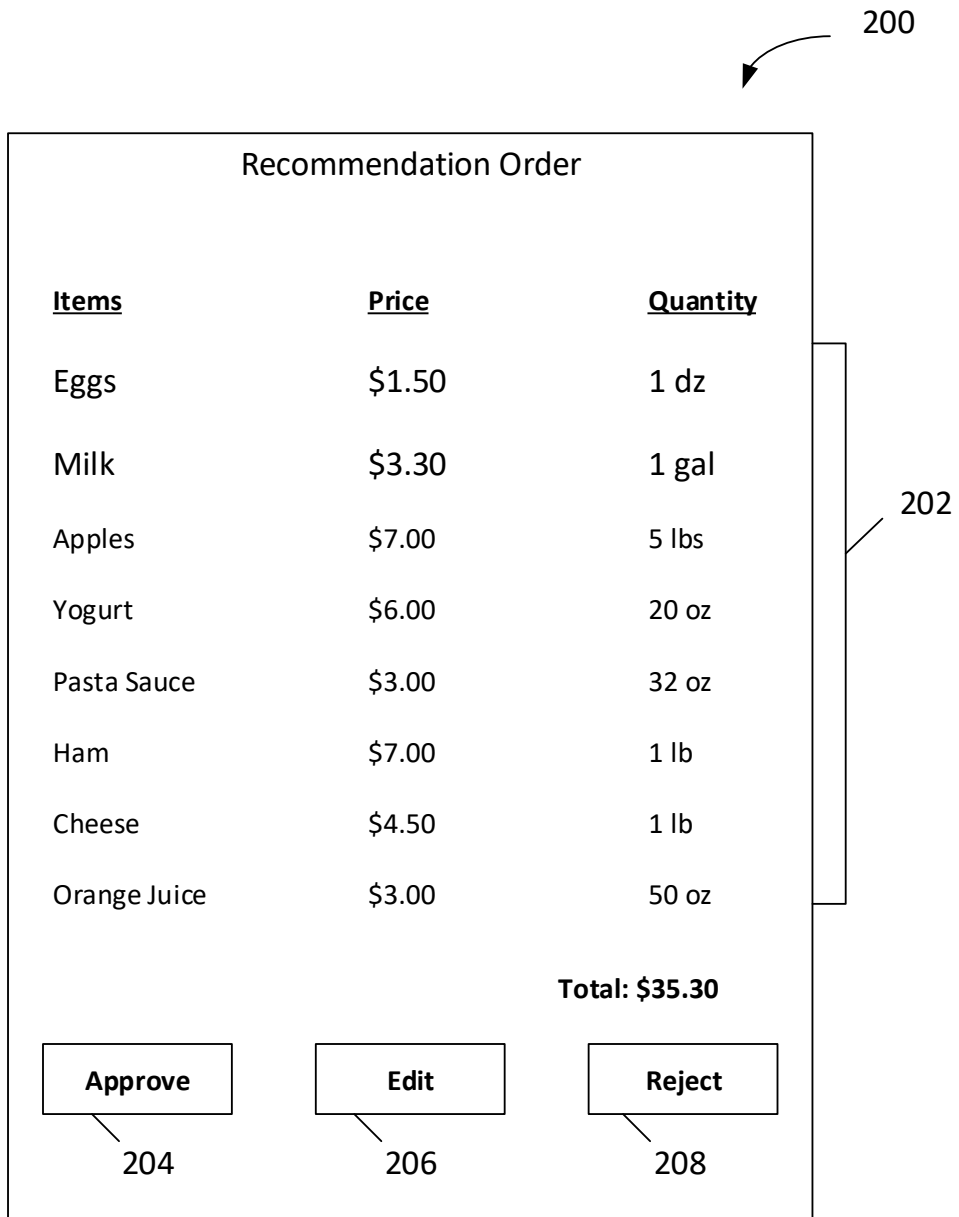 200
Recommendation Order
Items Price Quantity
Eggs $1.50 1 dz
Milk $3.30 1 gal
202
Apples $7.00 5 lbs
Yogurt $6.00 20 oz
Pasta Sauce $3.00 32 oz
Ham $7.00 1 lb
Cheese $4.50 1 lb
Orange Juice $3.00 50 oz
Total: $35.30
Approve Edit Reject
204 206 208